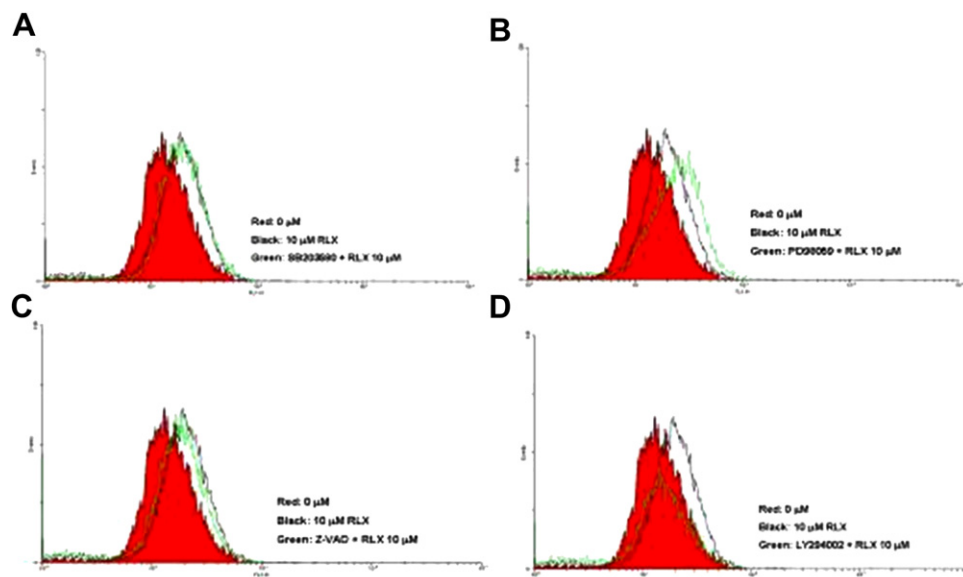 A
B
Red: 0 µM
Black: 10 µM RLX
Green: SB203580 + RLX 10 µM
Red: 0 µM
Black: 10 µM RLX
Green: PD98059 + RLX 10 µM
C
D
Red: 0 µM
Black: 10 µM RLX
Green: Z-VAD + RLX 10 µM
Red: 0 µM
Black: 10 µM RLX
Green: LY294002 + RLX 10 µM